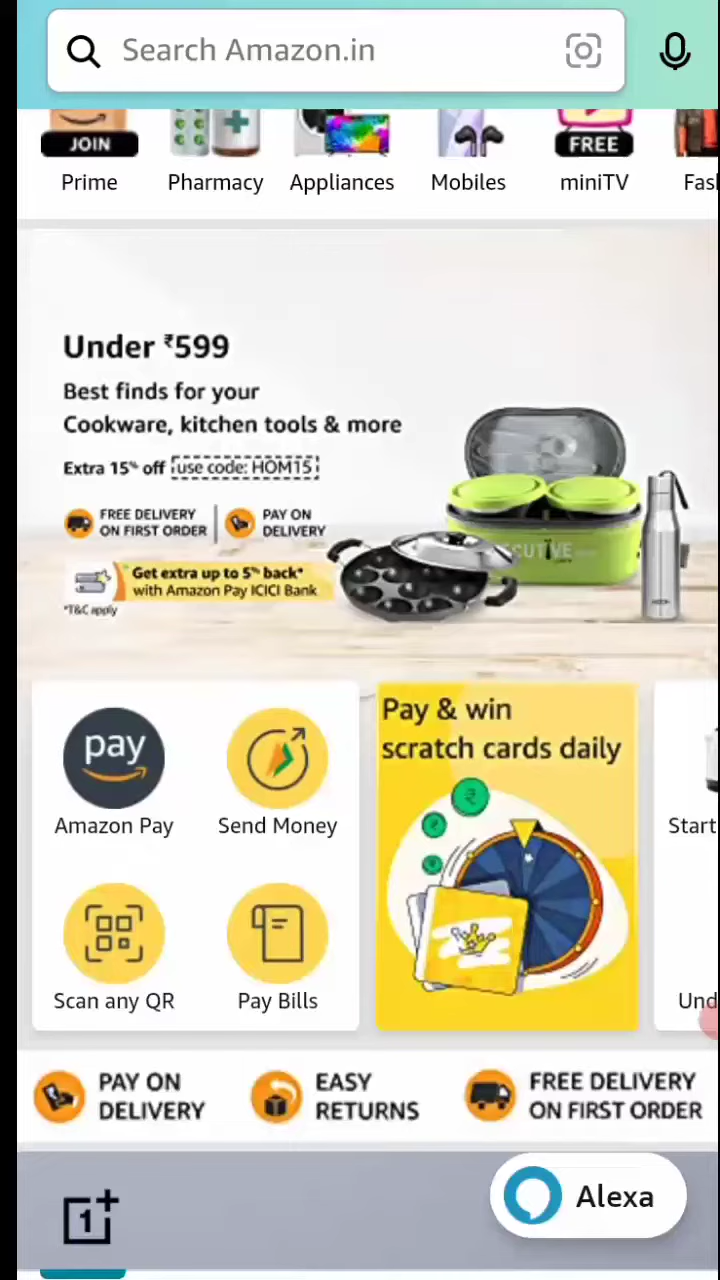 Search Amazon.in
JOIN
FREE
Prime
Pharmacy
Appliances
Mobiles
miniTV
Under ₹599
Best finds for your
Cookware, kitchen tools & more
Extra 15% off use code: HOM15
FREE DELIVERY
ON FIRST ORDER
PAY ON
DELIVERY
Get extra up to 5% back*
with Amazon Pay ICICI Bank
*T&C apply
pay
Amazon Pay
Send Money
Scan any QR
Pay Bills
Pay & win
scratch cards daily
Start
PAY ON
DELIVERY
EASY
RETURNS
FREE DELIVERY
ON FIRST ORDER
1+
Alexa